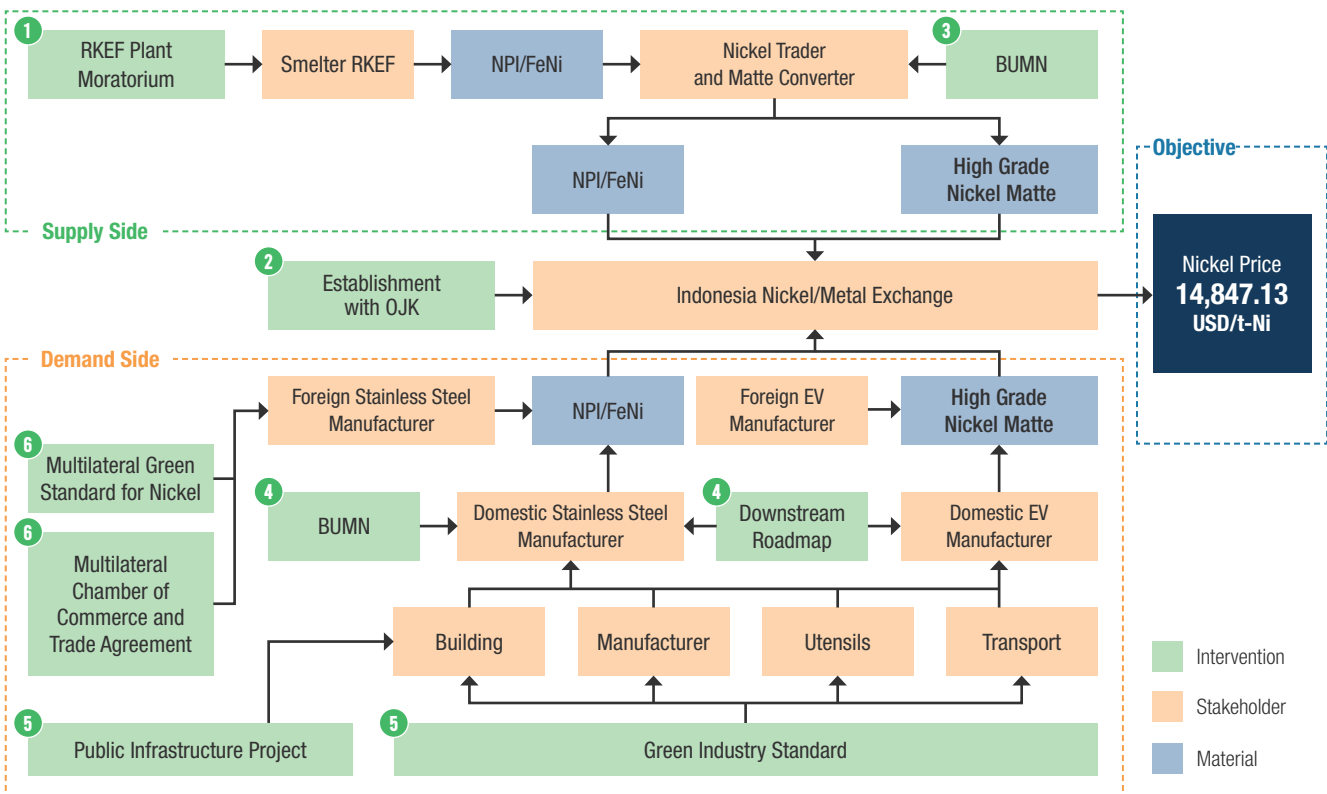 1
RKEF Plant
Moratorium
Smelter RKEF
NPI/FeNi
Nickel Trader
and Matte Converter
3
BUMN
NPI/FeNi
High Grade
Nickel Matte
Supply Side
Objective
Nickel Price
14,847.13
USD/t-Ni
2
Establishment
with OJK
Indonesia Nickel/Metal Exchange
Demand Side
Foreign Stainless Steel
Manufacturer
NPI/FeNi
Foreign EV
Manufacturer
High Grade
Nickel Matte
6
Multilateral Green
Standard for Nickel
4
BUMN
Domestic Stainless Steel
Manufacturer
4
Downstream
Roadmap
Domestic EV
Manufacturer
6
Multilateral
Chamber of
Commerce and
Trade Agreement
Building
Manufacturer
Utensils
Transport
5
Public Infrastructure Project
5
Green Industry Standard
Intervention
Stakeholder
Material